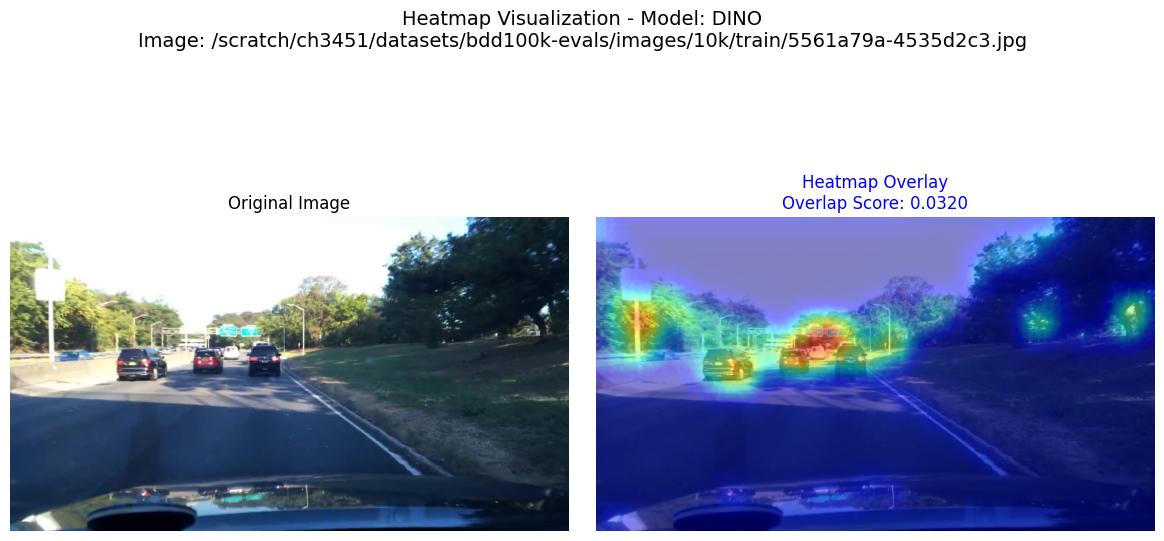 Heatmap Visualization - Model: DINO
Image: /scratch/ch3451/datasets/bdd100k-evals/images/10k/train/5561a79a-4535d2c3.jpg
Original Image
Heatmap Overlay
Overlap Score: 0.0320